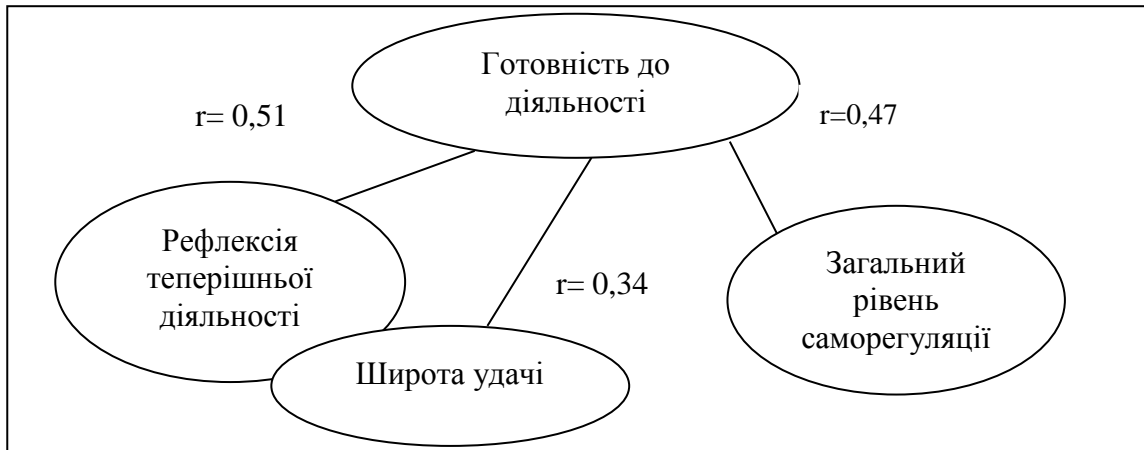 Готовність до
діяльності
r= 0,51
r=0,47
Рефлексія
теперішньої
діяльності
r= 0,34
Загальний
рівень
саморегуляції
Широта удачі